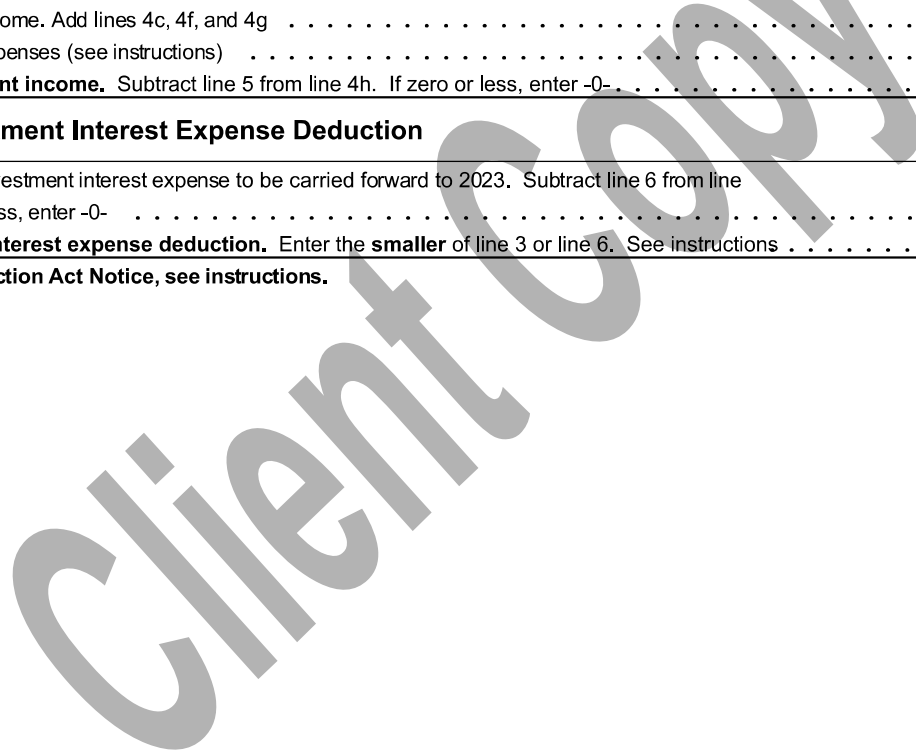 ome. Add lines 4c, 4f, and 4g . . . . . . . . . . . . . . . . . . . . . . . . . . . . . . . . . . . . . . .
penses (see instructions) . . . . . . . . . . . . . . . . . . . . . . . . . . . . . . . . . . . . . . . . . .
nt income. Subtract line 5 from line 4h. If zero or less, enter -0- . . . . . . . . . . . . . . . . . . .
ment Interest Expense Deduction
vestment interest expense to be carried forward to 2023. Subtract line 6 from line
ss, enter -0- . . . . . . . . . . . . . . . . . . . . . . . . . . . . . . . . . . . . . . . . . . . . . . . . .
nterest expense deduction. Enter the smaller of line 3 or line 6. See instructions . . . . . . .
ction Act Notice, see instructions.
Client Copy